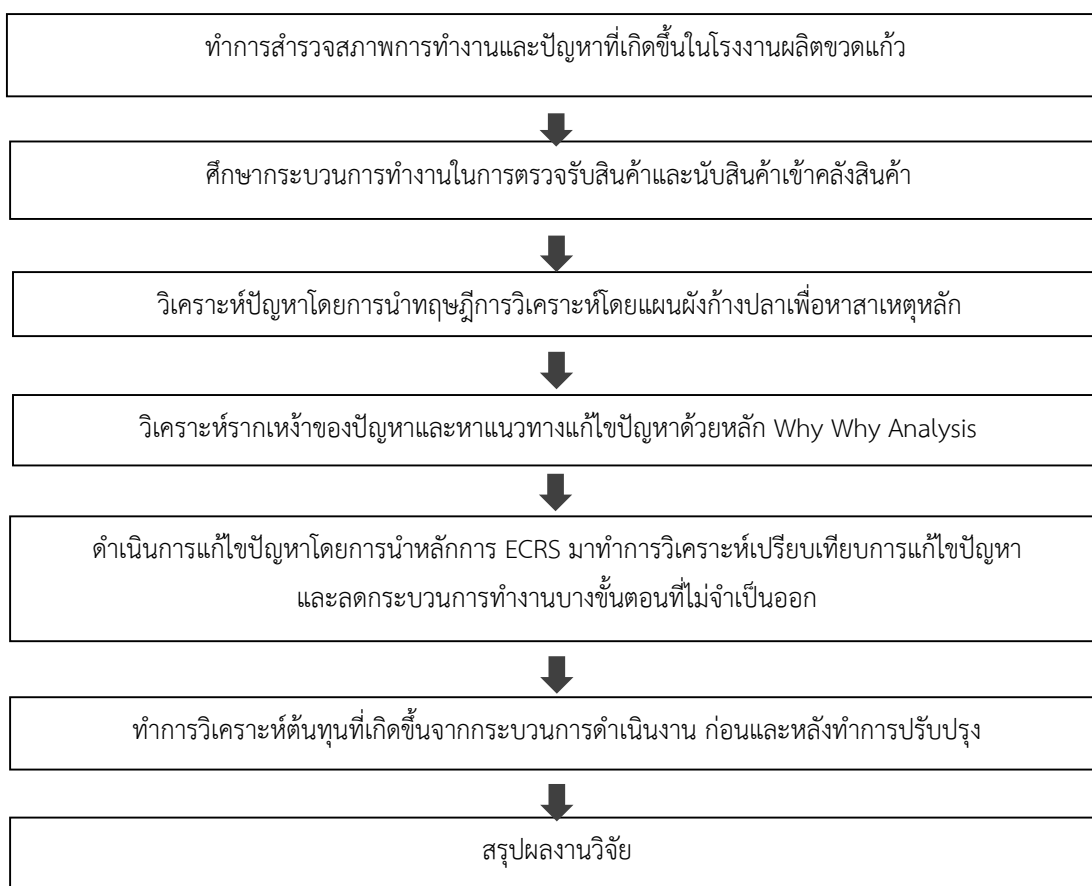 ทำการสำรวจสภาพการทำงานและปัญหาที่เกิดขึ้นในโรงงานผลิตขวดแก้ว
ศึกษากระบวนการทำงานในการตรวจรับสินค้าและนับสินค้าเข้าคลังสินค้า
วิเคราะห์ปัญหาโดยการนำทฤษฎีการวิเคราะห์โดยแผนผังก้างปลาเพื่อหาสาเหตุหลัก
วิเคราะห์รากเหง้าของปัญหาและหาแนวทางแก้ไขปัญหาด้วยหลัก Why Why Analysis
ดำเนินการแก้ไขปัญหาโดยการนำหลักการ ECRS มาทำการวิเคราะห์เปรียบเทียบการแก้ไขปัญหา
และลดกระบวนการทำงานบางขั้นตอนที่ไม่จำเป็นออก
ทำการวิเคราะห์ต้นทุนที่เกิดขึ้นจากกระบวนการดำเนินงาน ก่อนและหลังทำการปรับปรุง
สรุปผลงานวิจัย